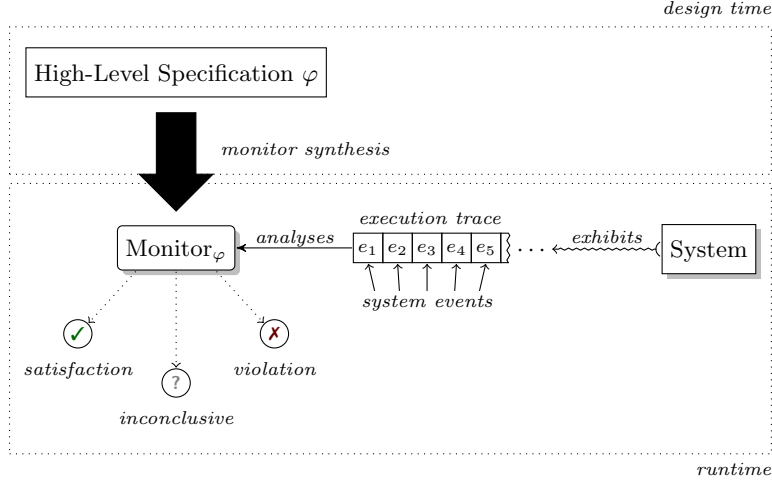 design time
High-Level Specification φ
monitor synthesis
execution trace
Monitorφ
analyses
e1 e2 e3 e4 e5 ...
exhibits
System
system events
✓
✗
satisfaction
violation
?
inconclusive
runtime